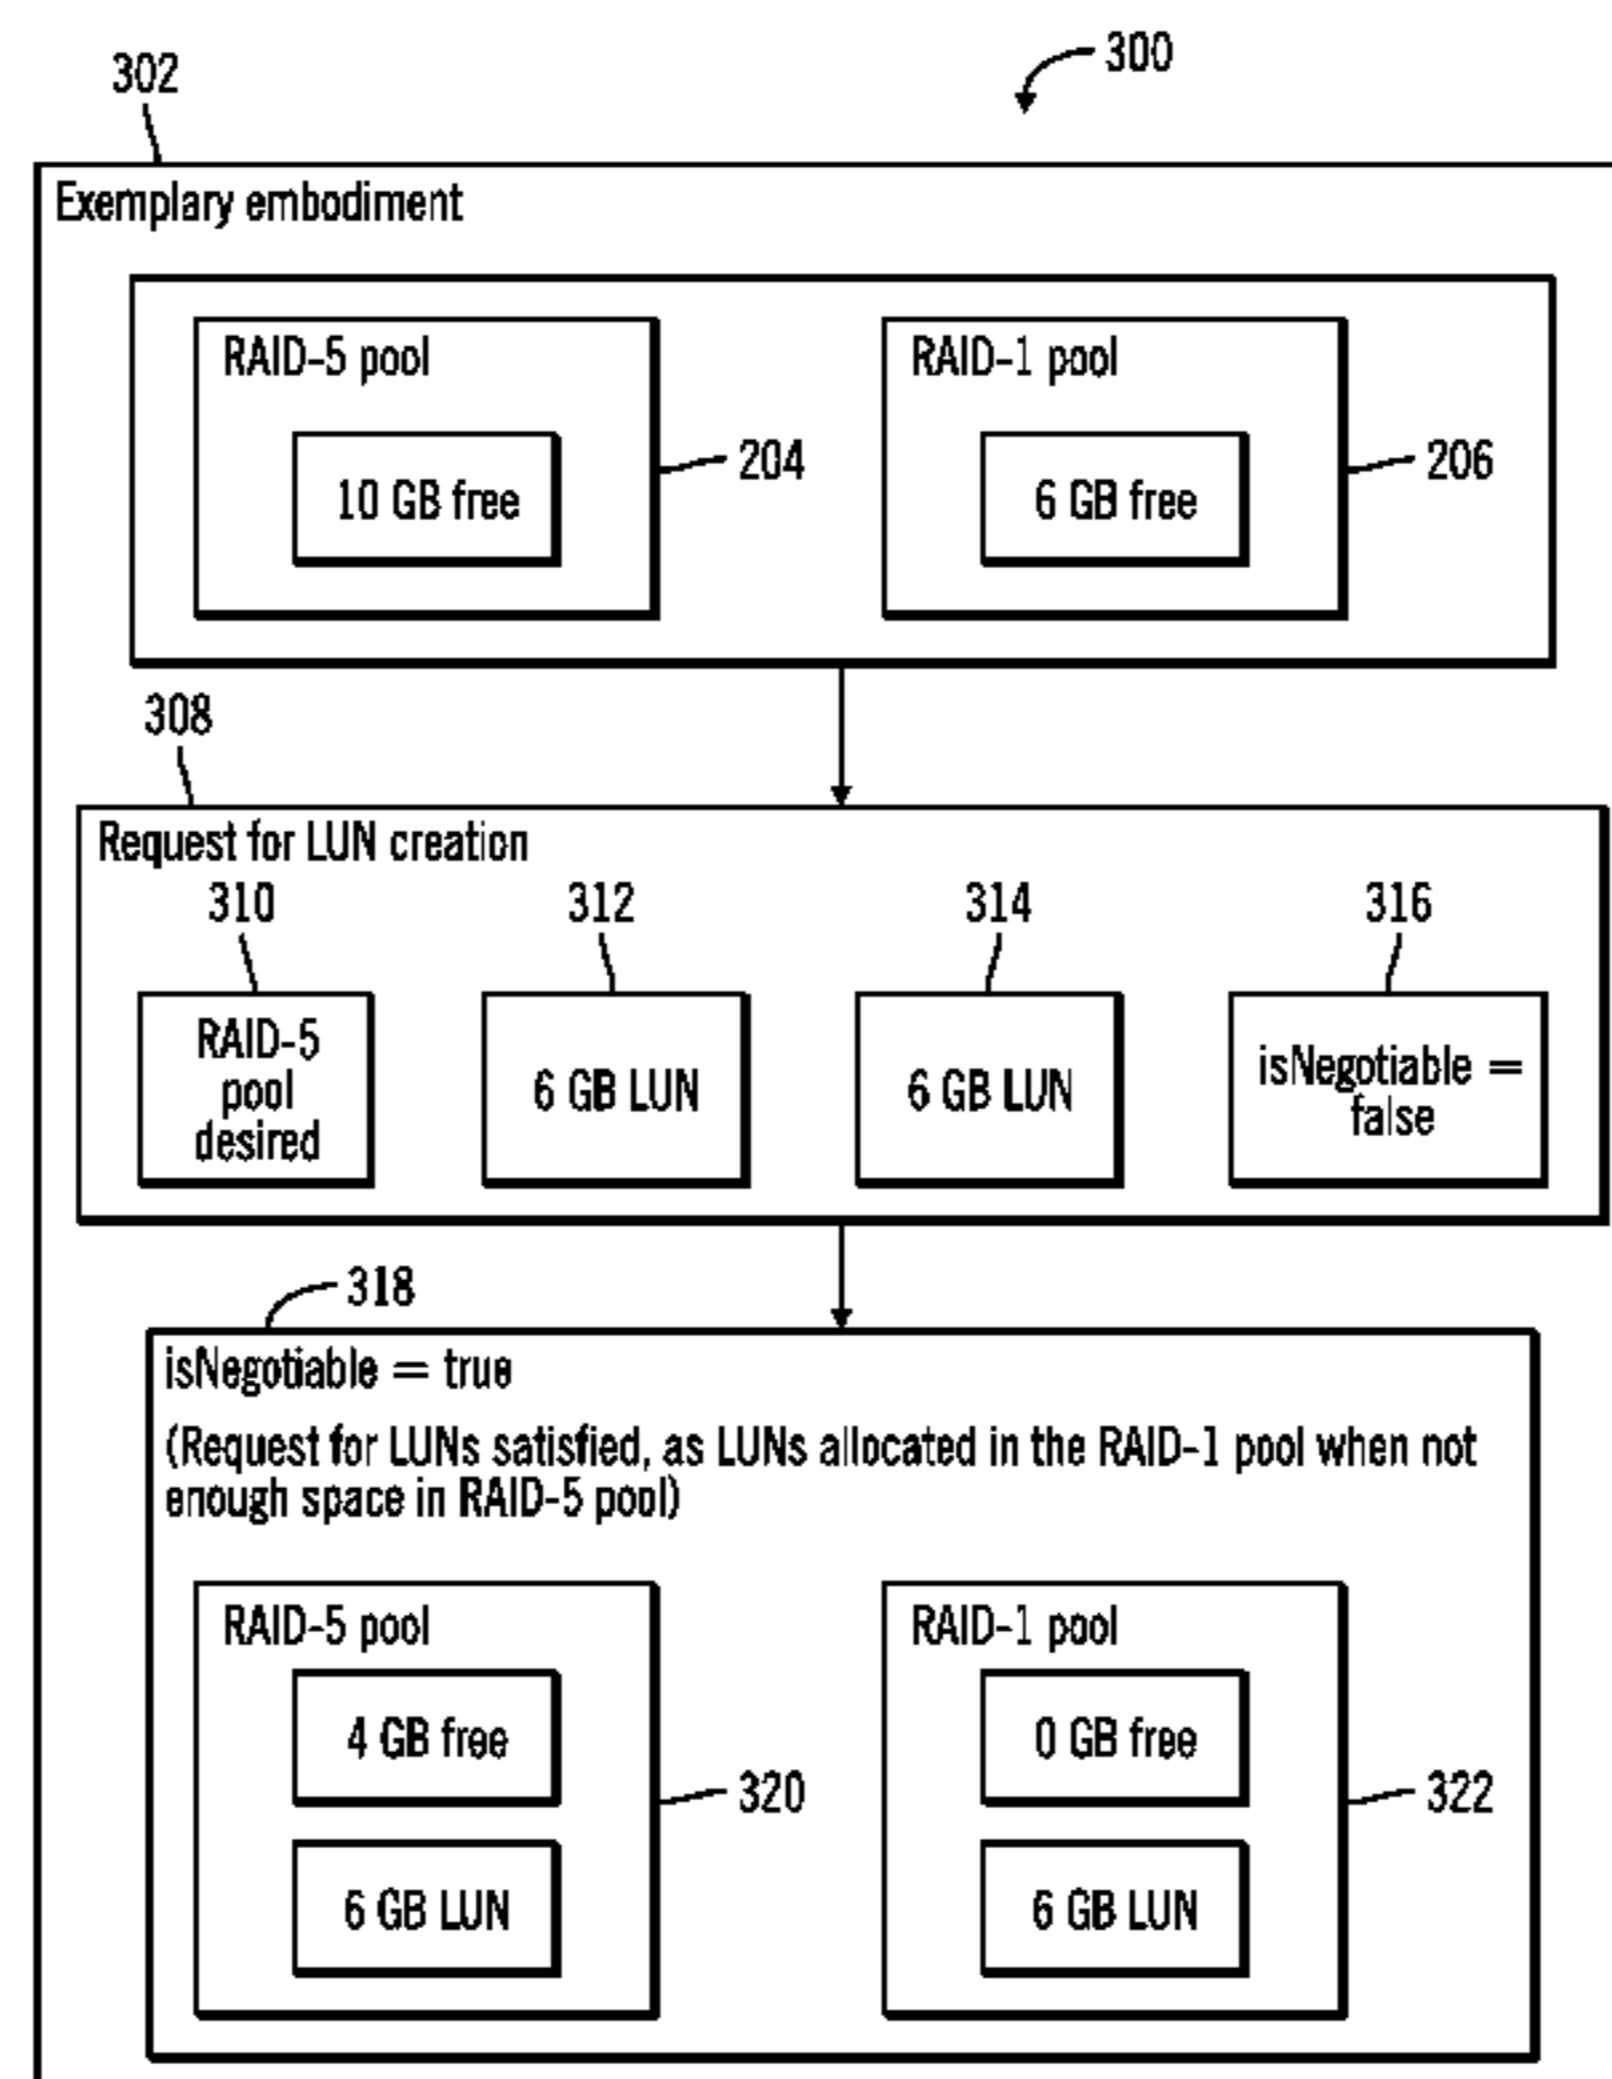 300
302
Exemplary embodiment
RAID-5 pool
RAID-1 pool
10 GB free
204
6 GB free
206
308
Request for LUN creation
310
312
314
316
RAID-5
pool
desired
6 GB LUN
6 GB LUN
isNegotiable =
false
318
isNegotiable = true
(Request for LUNs satisfied, as LUNs allocated in the RAID-1 pool when not
enough space in RAID-5 pool)
RAID-5 pool
RAID-1 pool
4 GB free
0 GB free
320
322
6 GB LUN
6 GB LUN